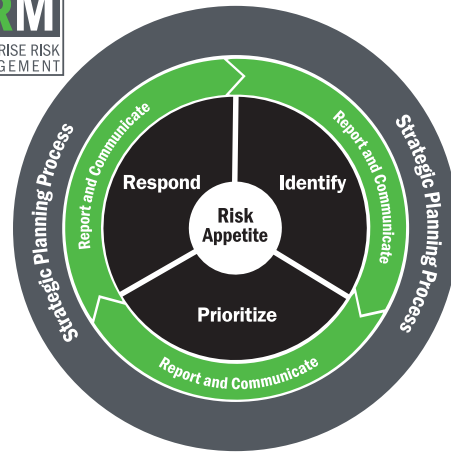 RM
RISE RISK
GEMENT
Strategic Planning Process
Report and Communicate
Report and Communicate
Strategic Planning Process
Respond
Identify
Risk
Appetite
Prioritize
Report and Communicate